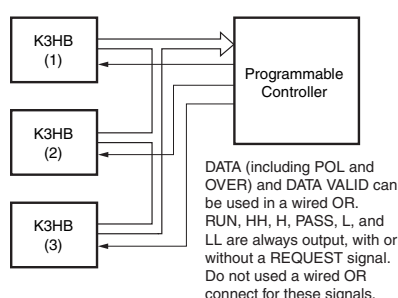 K3HB
(1)
Programmable
Controller
K3HB
(2)
K3HB
(3)
DATA (including POL and
OVER) and DATA VALID can
be used in a wired OR.
RUN, HH, H, PASS, L, and
LL are always output, with or
without a REQUEST signal.
Do not used a wired OR
connect for these signals.